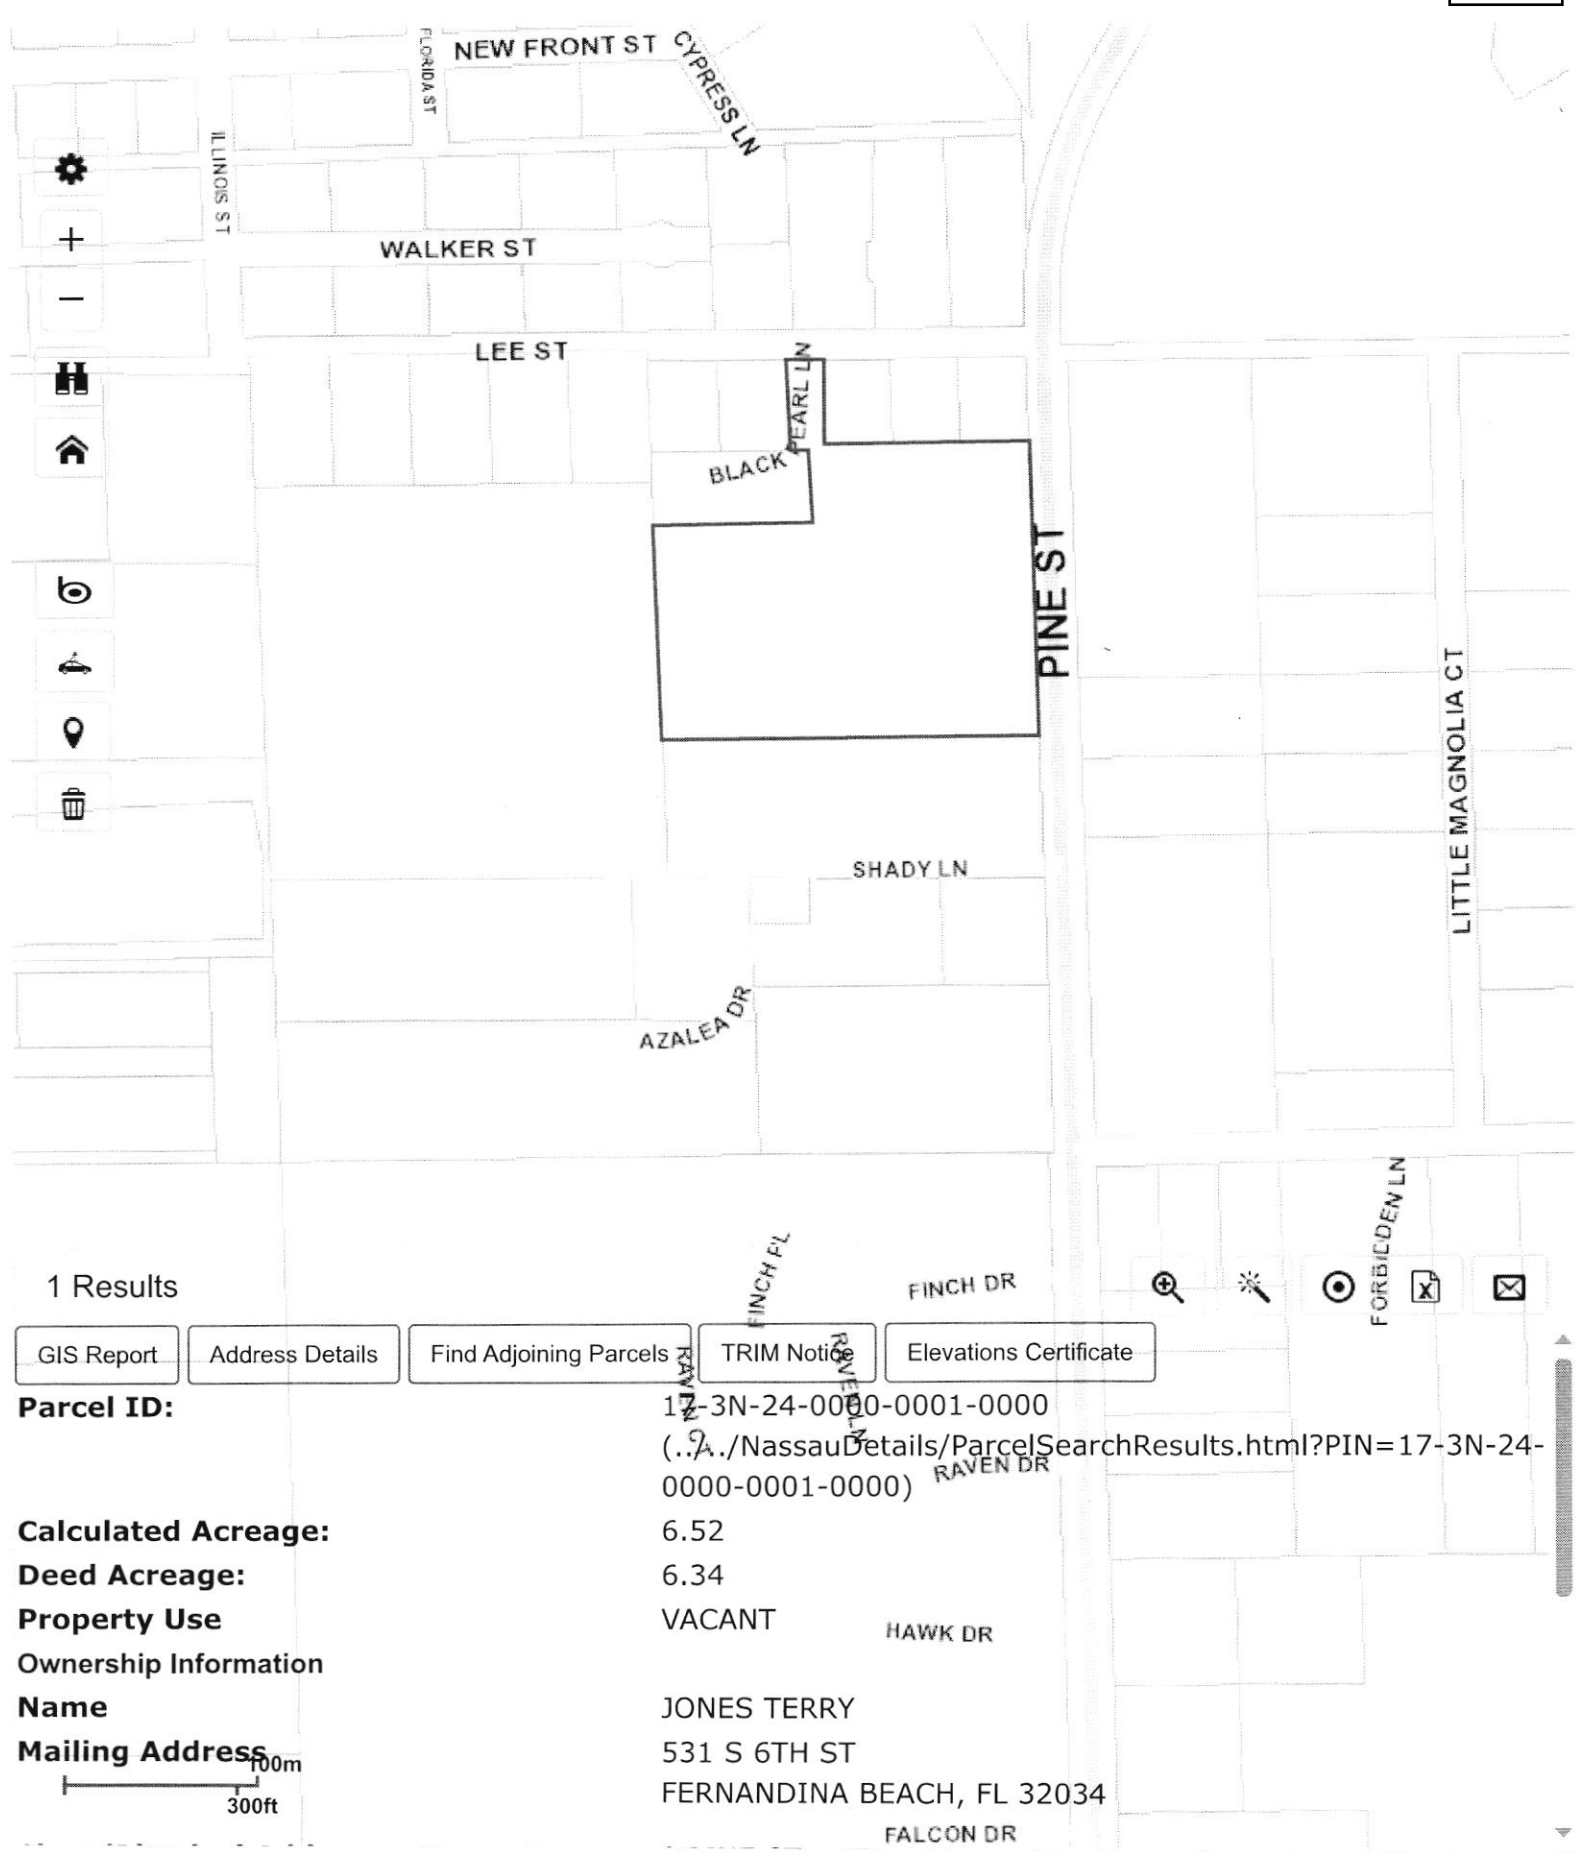 NEW FRONT ST
CYPRESS LN
FLORIDA ST
ILLINOIS ST
WALKER ST
LEE ST
BLACK PEARL LN
PINE ST
LITTLE MAGNOLIA CT
SHADY LN
AZALEA DR
FORBIDDEN LN
FINCH PL
FINCH DR
1 Results
GIS Report
Address Details
Find Adjoining Parcels
TRIM Notice
Elevations Certificate
RAVEN
RAVEN LN
Parcel ID:
17-3N-24-0000-0001-0000
(../../NassauDetails/ParcelSearchResults.html?PIN=17-3N-24-
0000-0001-0000)
RAVEN DR
Calculated Acreage:
6.52
Deed Acreage:
6.34
Property Use
VACANT
HAWK DR
Ownership Information
Name
JONES TERRY
Mailing Address
531 S 6TH ST
FERNANDINA BEACH, FL 32034
100m
300ft
FALCON DR